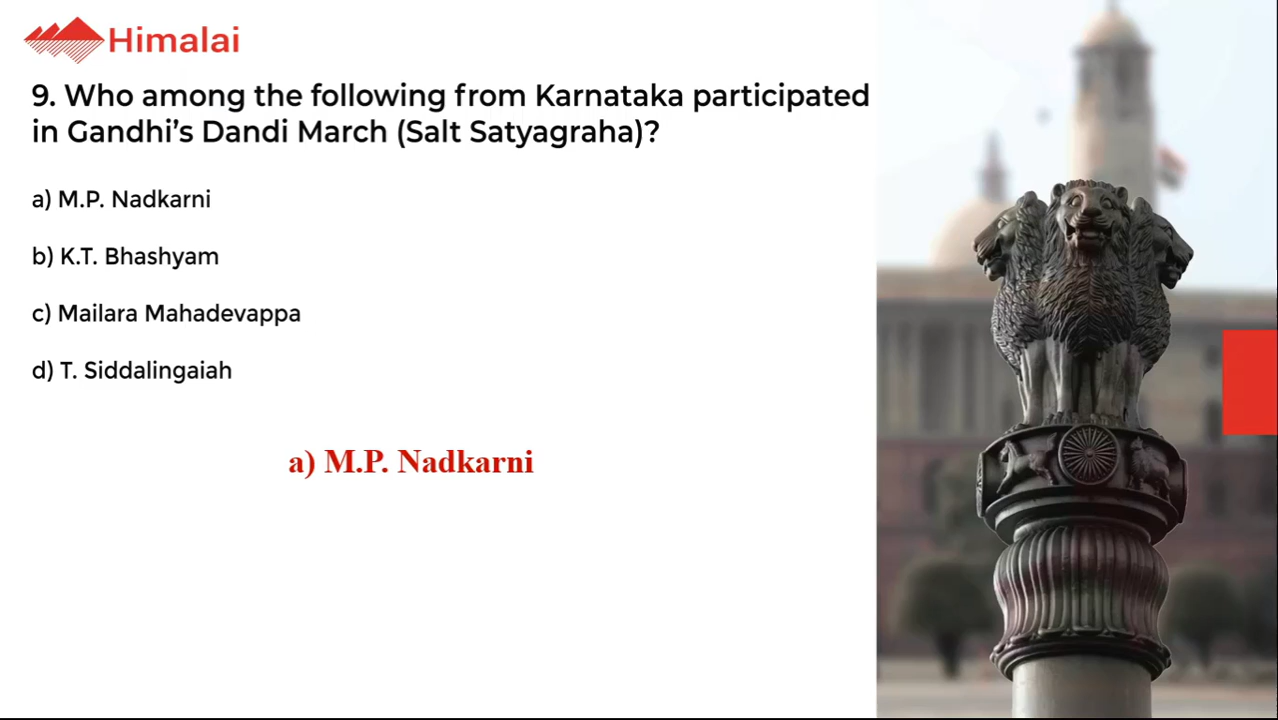 Himalai
9. Who among the following from Karnataka participated
in Gandhi’s Dandi March (Salt Satyagraha)?
a) M.P. Nadkarni
b) K.T. Bhashyam
c) Mailara Mahadevappa
d) T. Siddalingaiah
a) M.P. Nadkarni